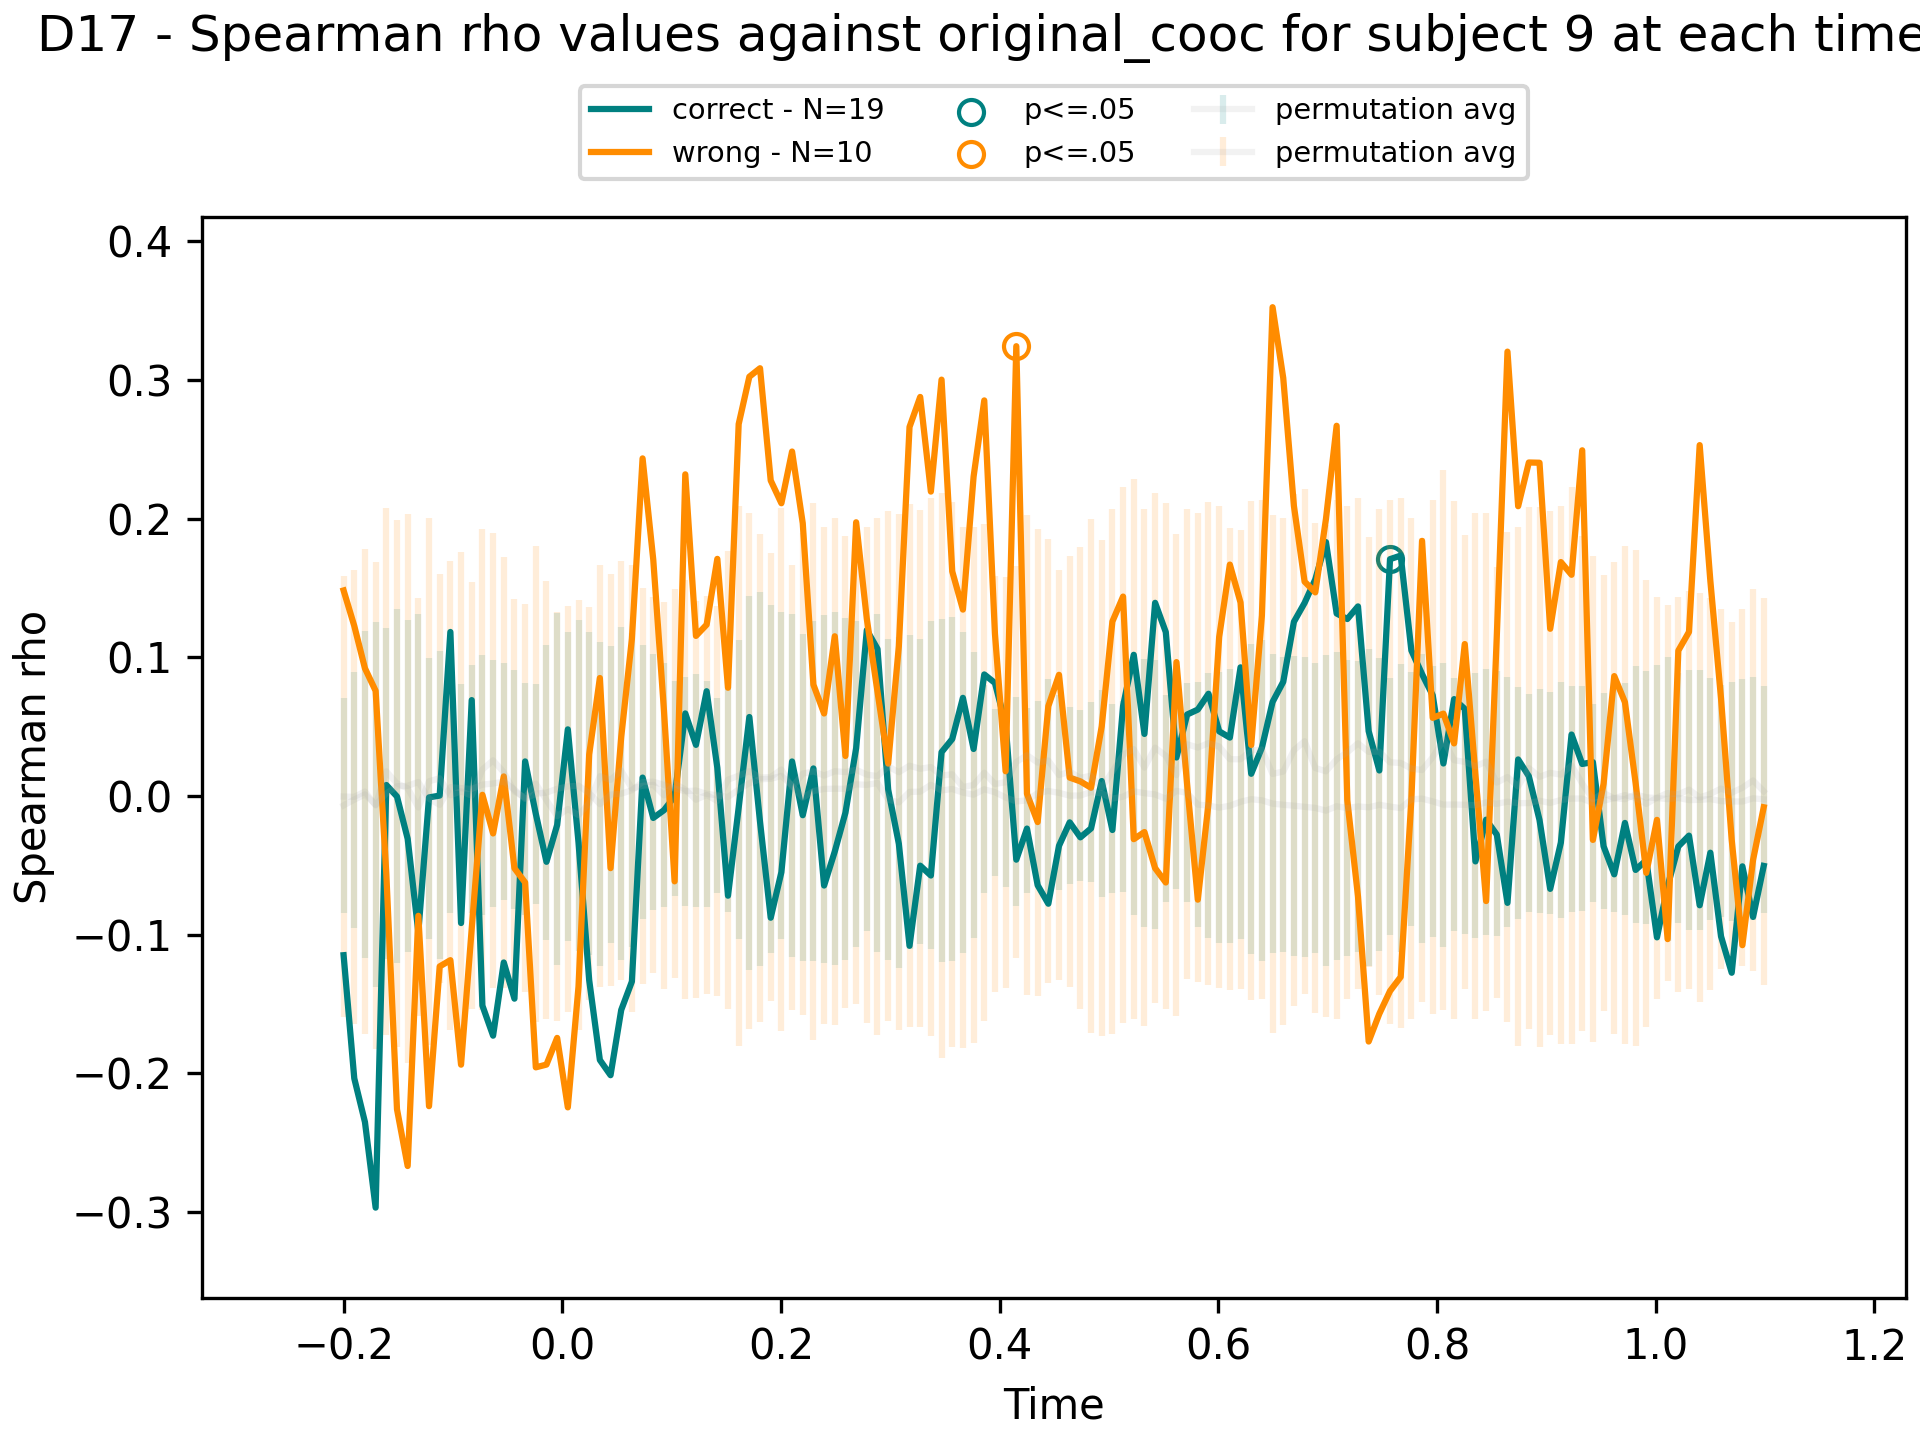 D17 - Spearman rho values against original_cooc for subject 9 at each time
correct - N=19
wrong - N=10
p<=.05
p<=.05
permutation avg
permutation avg
Spearman rho
0.4
0.3
0.2
0.1
0.0
−0.1
−0.2
−0.3
−0.2
0.0
0.2
0.4
0.6
0.8
1.0
1.2
Time